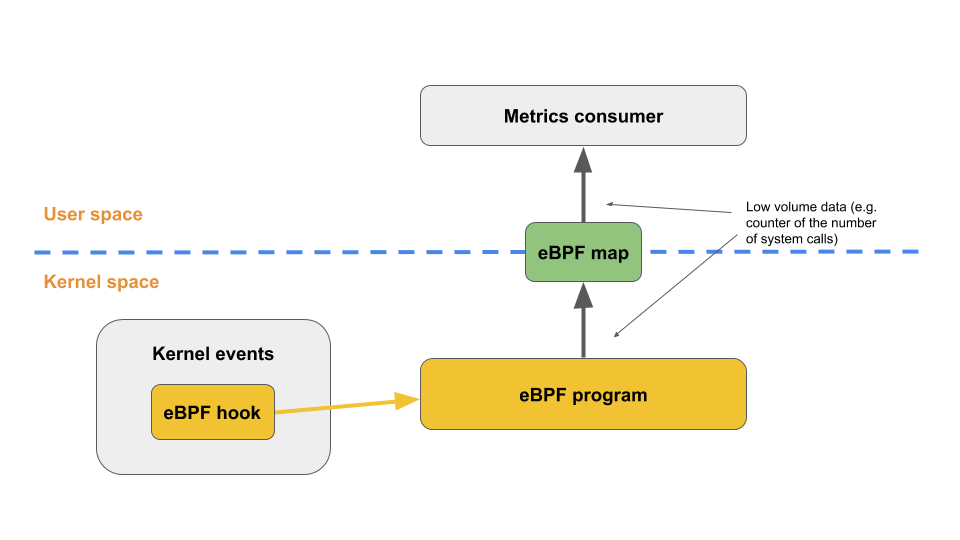 Metrics consumer
User space
Low volume data (e.g.
counter of the number
of system calls)
eBPF map
Kernel space
Kernel events
eBPF hook
eBPF program